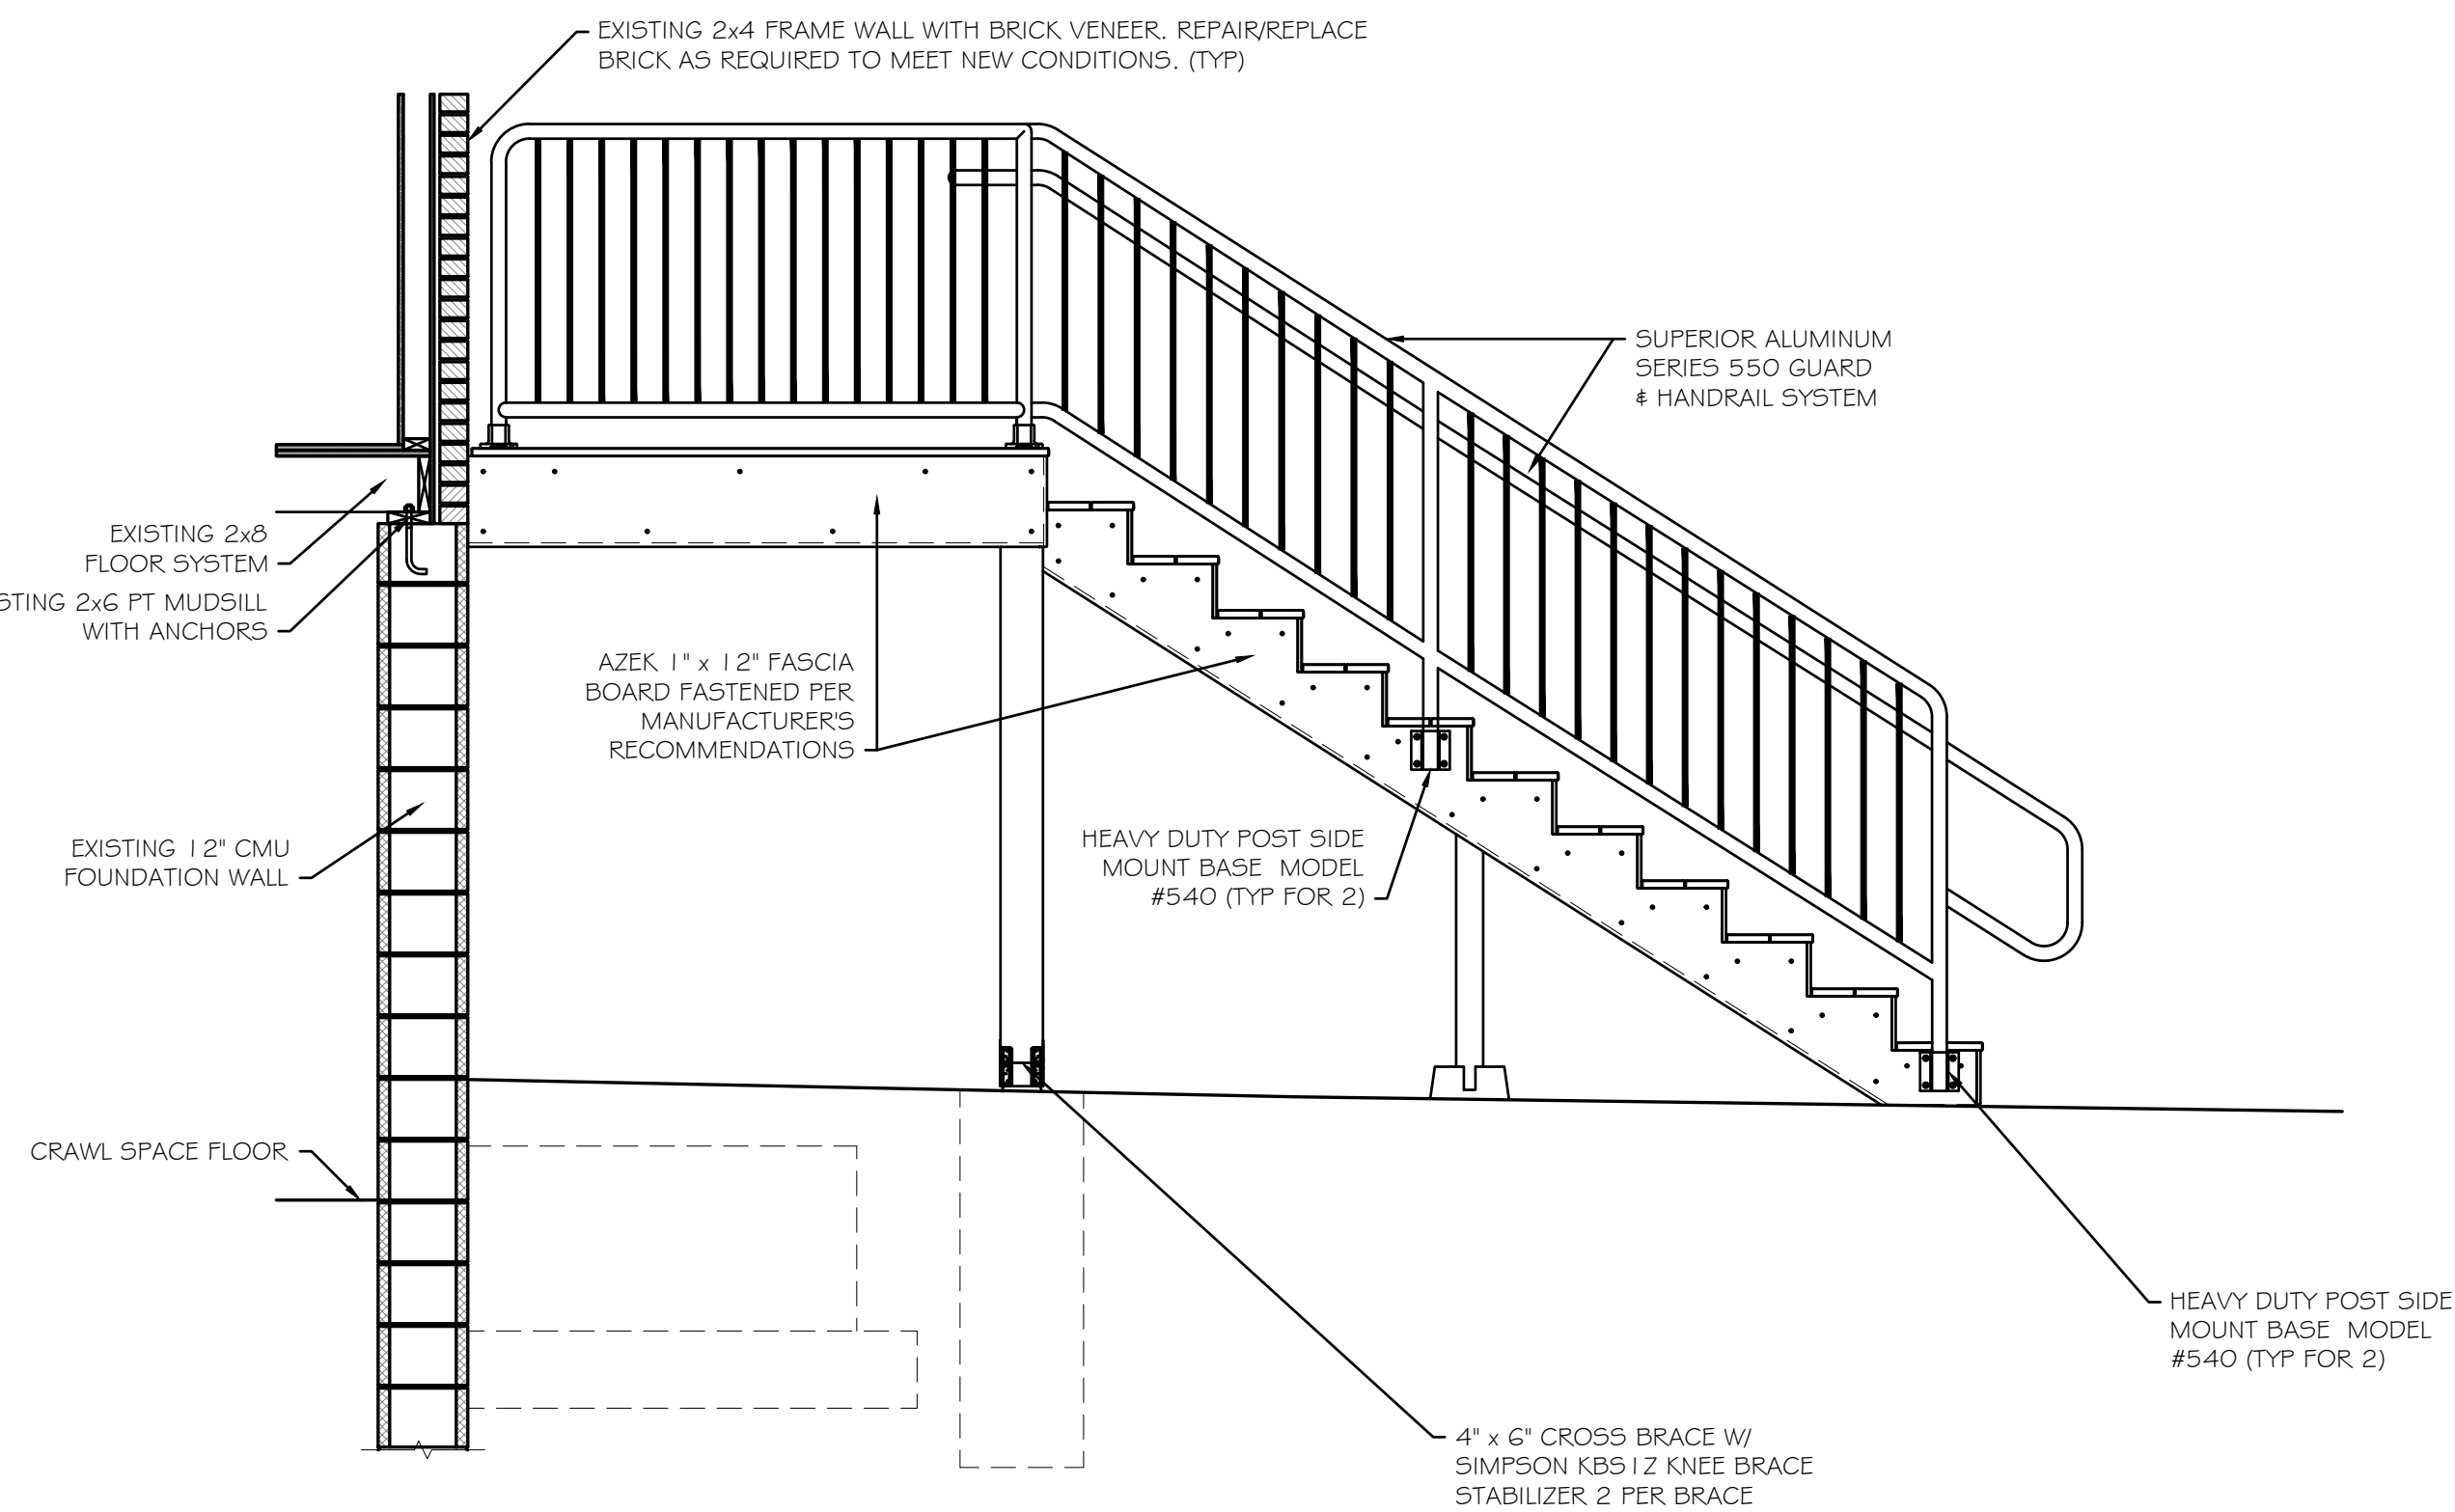 EXISTING 2x4 FRAME WALL WITH BRICK VENEER. REPAIR/REPLACE
BRICK AS REQUIRED TO MEET NEW CONDITIONS. (TYP)
SUPERIOR ALUMINUM
SERIES 550 GUARD
& HANDRAIL SYSTEM
EXISTING 2x8
FLOOR SYSTEM
STING 2x6 PT MUDSILL
WITH ANCHORS
AZEK 1" x 12" FASCIA
BOARD FASTENED PER
MANUFACTURER'S
RECOMMENDATIONS
EXISTING 12" CMU
FOUNDATION WALL
HEAVY DUTY POST SIDE
MOUNT BASE MODEL
#540 (TYP FOR 2)
CRAWL SPACE FLOOR
HEAVY DUTY POST SIDE
MOUNT BASE MODEL
#540 (TYP FOR 2)
4" x 6" CROSS BRACE W/
SIMPSON KBS1Z KNEE BRACE
STABILIZER 2 PER BRACE